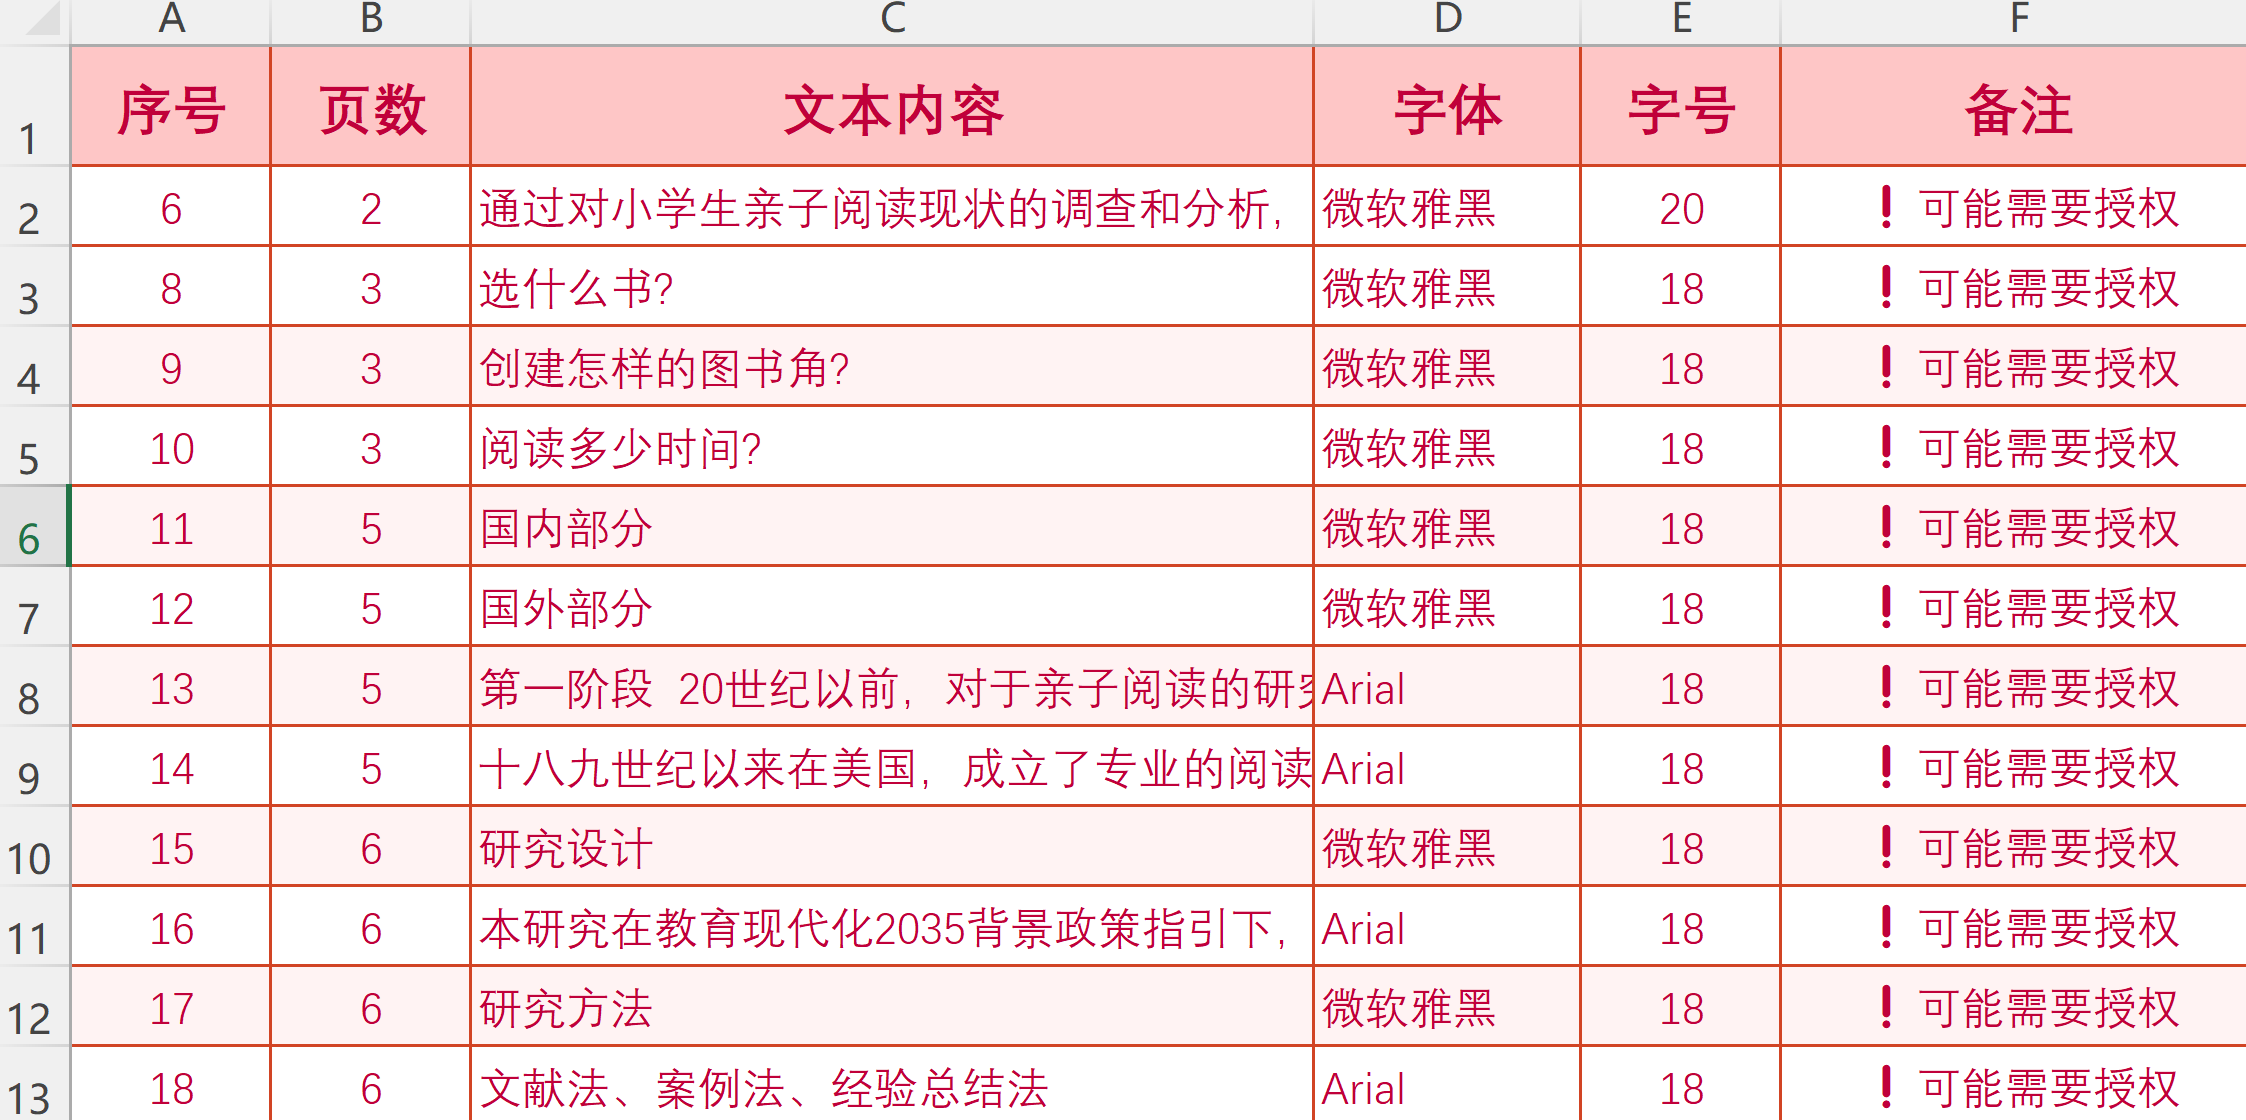 A B C D E F
1 序号 页数 文本内容 字体 字号 备注
2 6 2 通过对小学生亲子阅读现状的调查和分析， 微软雅黑 20 ❗ 可能需要授权
3 8 3 选什么书？ 微软雅黑 18 ❗ 可能需要授权
4 9 3 创建怎样的图书角？ 微软雅黑 18 ❗ 可能需要授权
5 10 3 阅读多少时间？ 微软雅黑 18 ❗ 可能需要授权
6 11 5 国内部分 微软雅黑 18 ❗ 可能需要授权
7 12 5 国外部分 微软雅黑 18 ❗ 可能需要授权
8 13 5 第一阶段 20世纪以前，对于亲子阅读的研究 Arial 18 ❗ 可能需要授权
9 14 5 十八九世纪以来在美国，成立了专业的阅读 Arial 18 ❗ 可能需要授权
10 15 6 研究设计 微软雅黑 18 ❗ 可能需要授权
11 16 6 本研究在教育现代化2035背景政策指引下， Arial 18 ❗ 可能需要授权
12 17 6 研究方法 微软雅黑 18 ❗ 可能需要授权
13 18 6 文献法、案例法、经验总结法 Arial 18 ❗ 可能需要授权